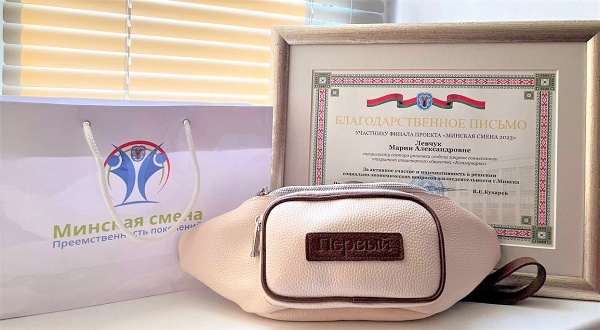 Минская смена
Преемственность поколений
БЛАГОДАРСТВЕННОЕ ПИСЬМО
УЧАСТНИКУ ФИНАЛА ПРОЕКТА «МИНСКАЯ СМЕНА 2023»
Левчук
Марии Александровне
За активное участие и инициативность в решении
социально-экономических вопросов жизнедеятельности г.Минска
В.Е.Кухарев
Первый